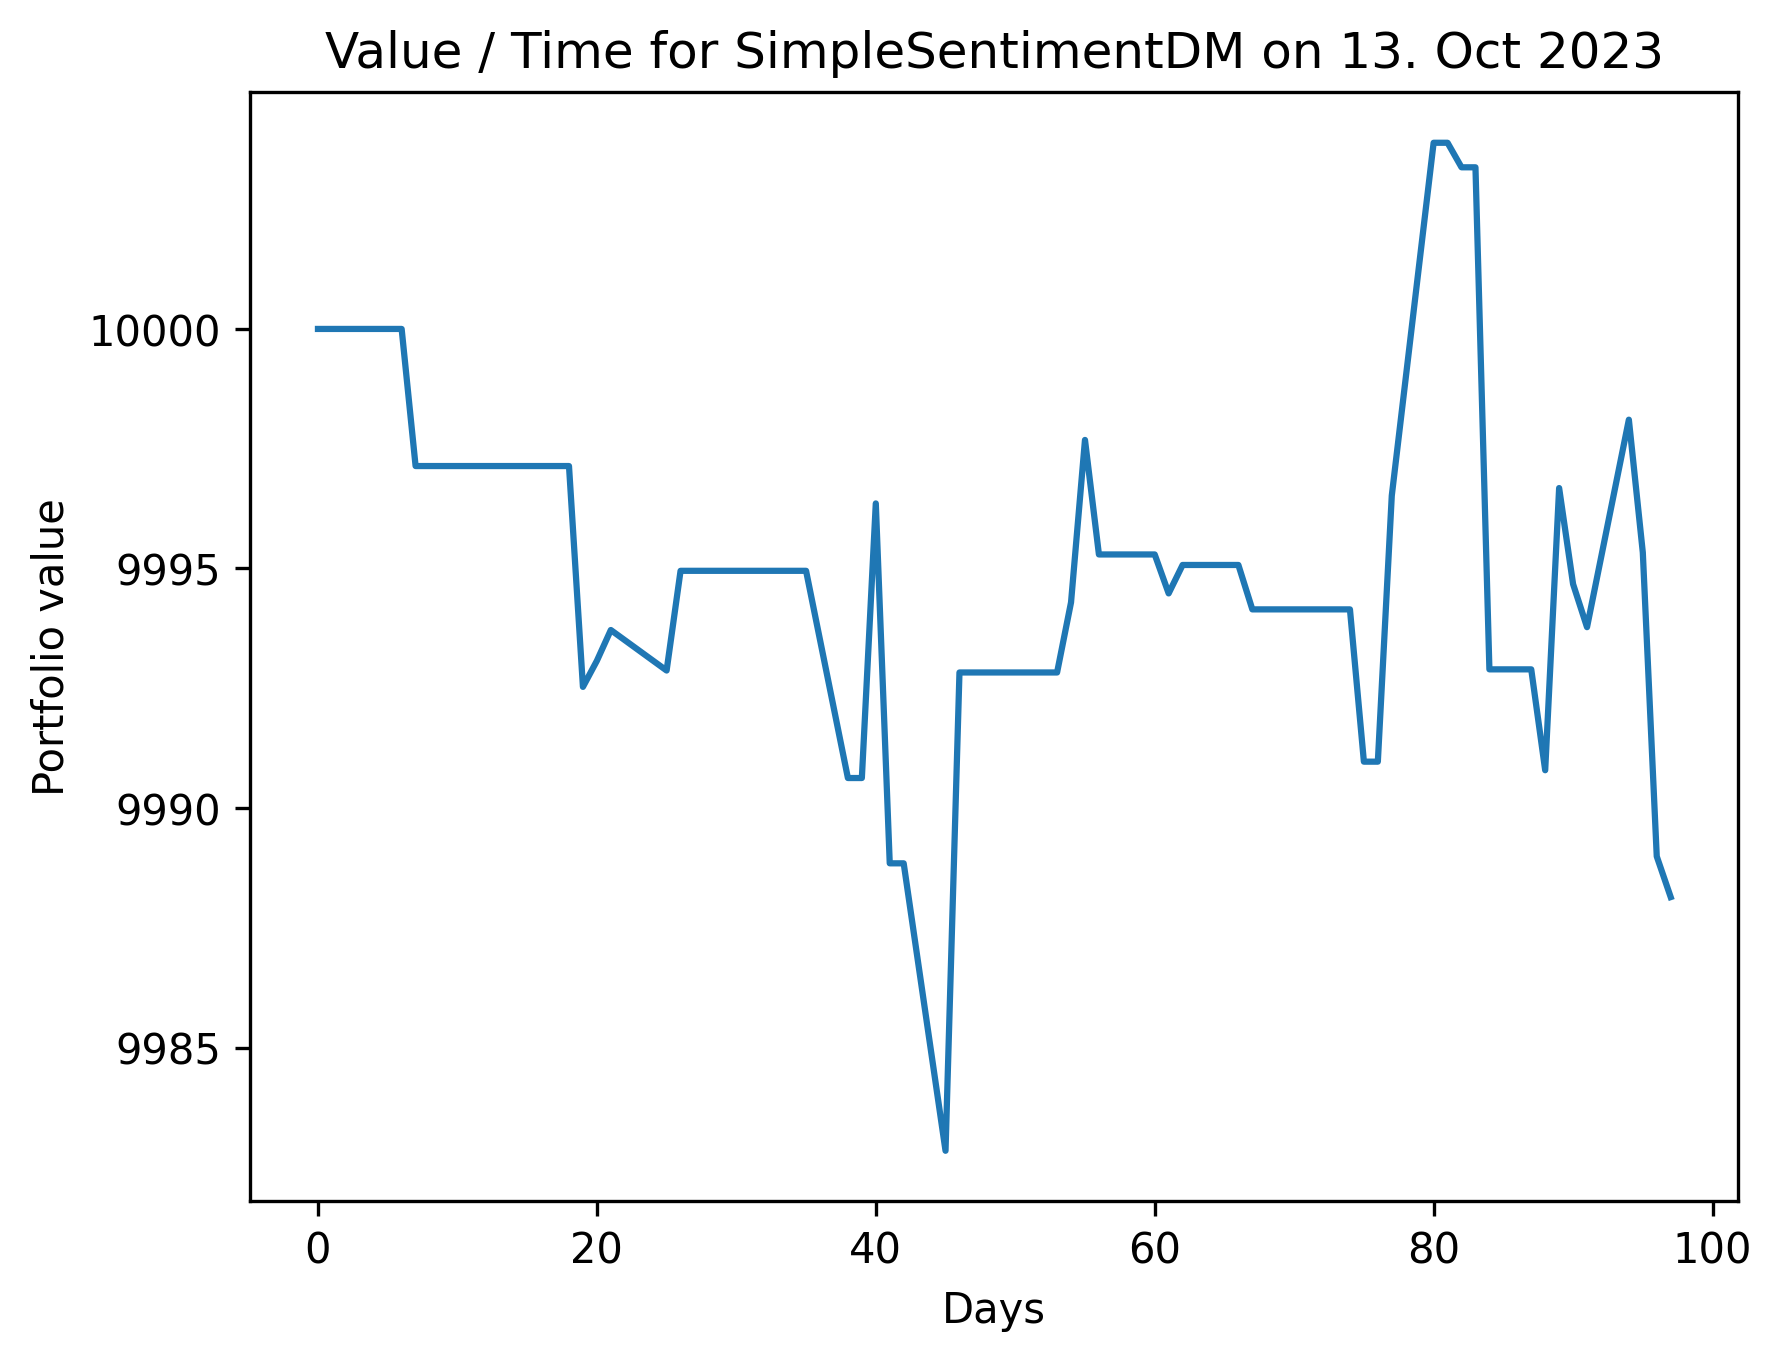 Value / Time for SimpleSentimentDM on 13. Oct 2023
Portfolio value
10000
9995
9990
9985
0 20 40 60 80 100
Days